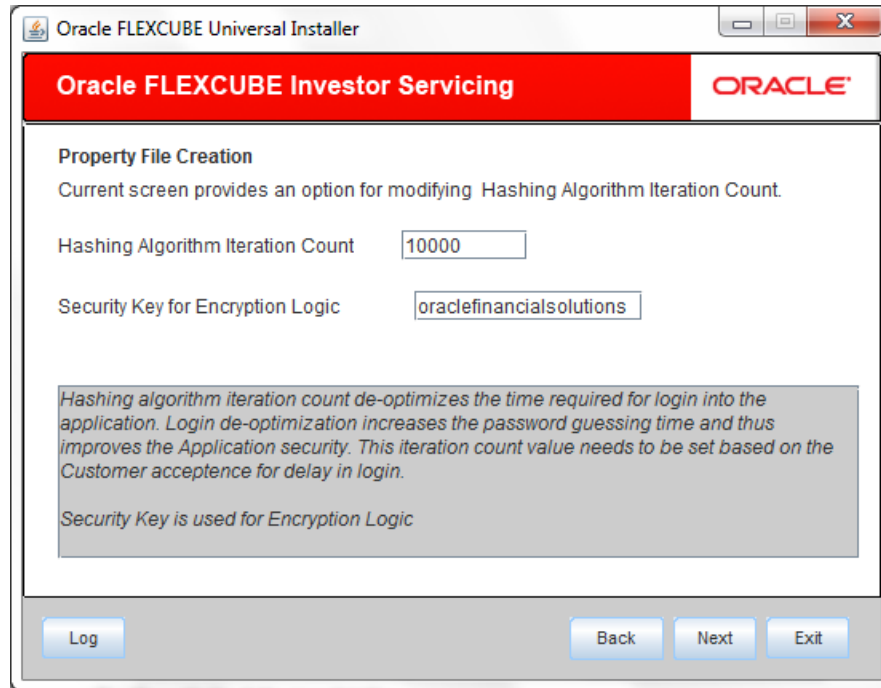 Oracle FLEXCUBE Universal Installer
Oracle FLEXCUBE Investor Servicing
ORACLE
Property File Creation
Current screen provides an option for modifying Hashing Algorithm Iteration Count.
Hashing Algorithm Iteration Count 10000
Security Key for Encryption Logic oraclefinancialsolutions
Hashing algorithm iteration count de-optimizes the time required for login into the
application. Login de-optimization increases the password guessing time and thus
improves the Application security. This iteration count value needs to be set based on the
Customer acceptence for delay in login.
Security Key is used for Encryption Logic
Log Back Next Exit